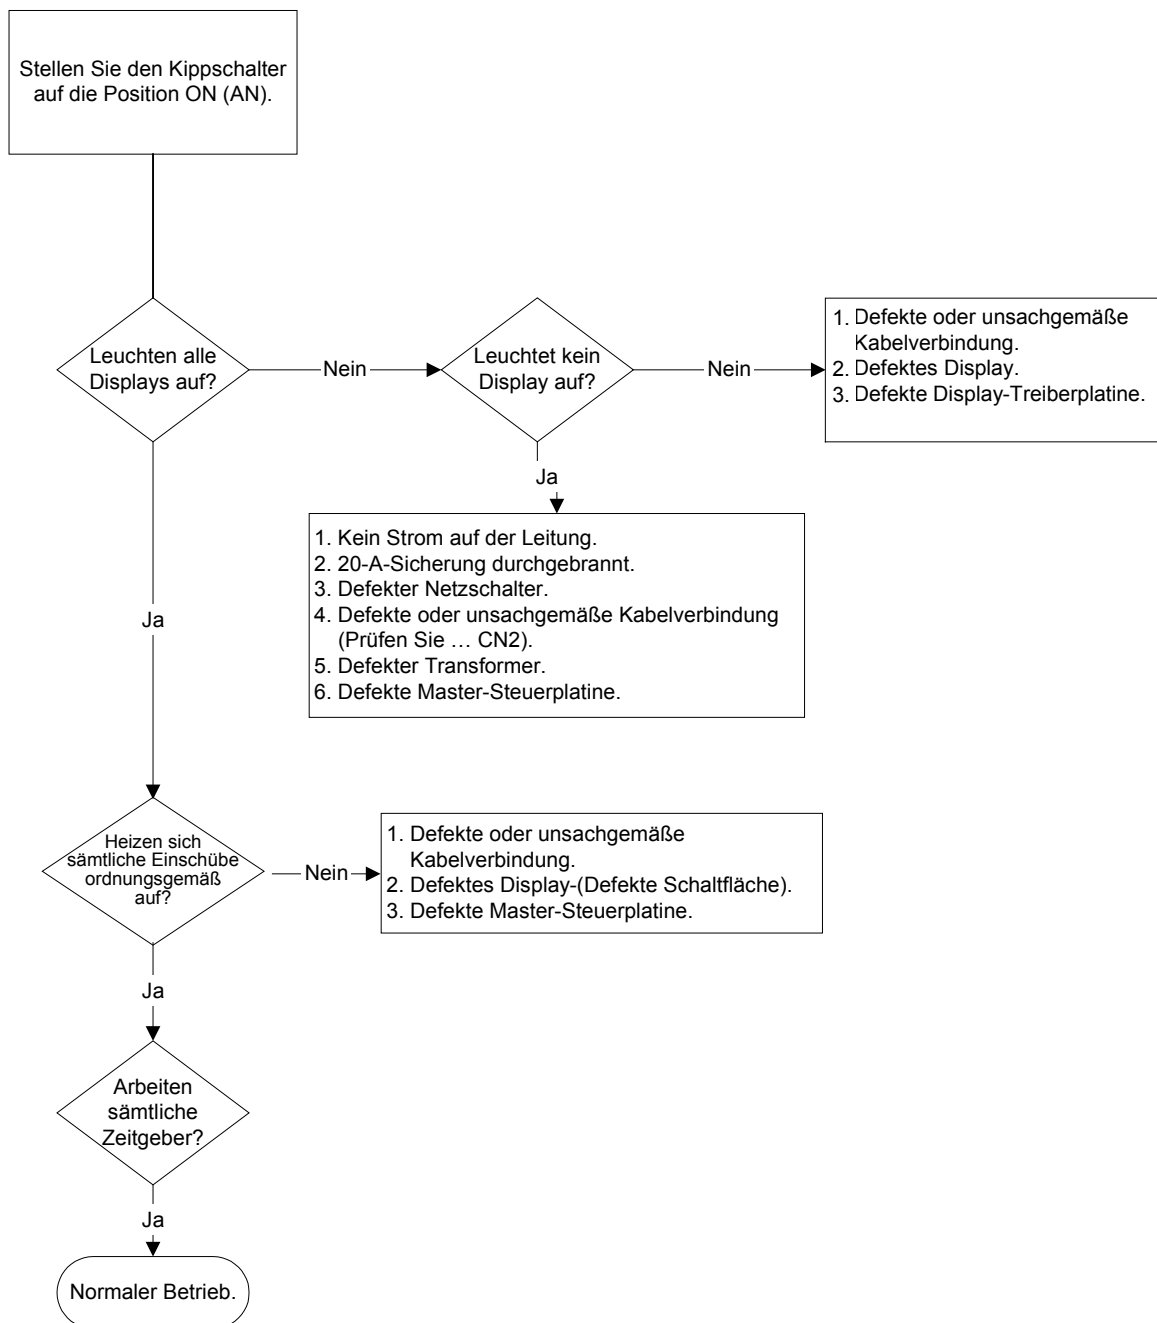 Stellen Sie den Kippschalter
auf die Position ON (AN).
Leuchten alle
Displays auf?
Nein
Leuchtet kein
Display auf?
Nein
1. Defekte oder unsachgemäße
Kabelverbindung.
2. Defektes Display.
3. Defekte Display-Treiberplatine.
Ja
1. Kein Strom auf der Leitung.
2. 20-A-Sicherung durchgebrannt.
3. Defekter Netzschalter.
4. Defekte oder unsachgemäße Kabelverbindung
(Prüfen Sie … CN2).
5. Defekter Transformer.
6. Defekte Master-Steuerplatine.
Ja
Heizen sich
sämtliche Einschübe
ordnungsgemäß
auf?
Nein
1. Defekte oder unsachgemäße
Kabelverbindung.
2. Defektes Display-(Defekte Schaltfläche).
3. Defekte Master-Steuerplatine.
Ja
Arbeiten
sämtliche
Zeitgeber?
Ja
Normaler Betrieb.